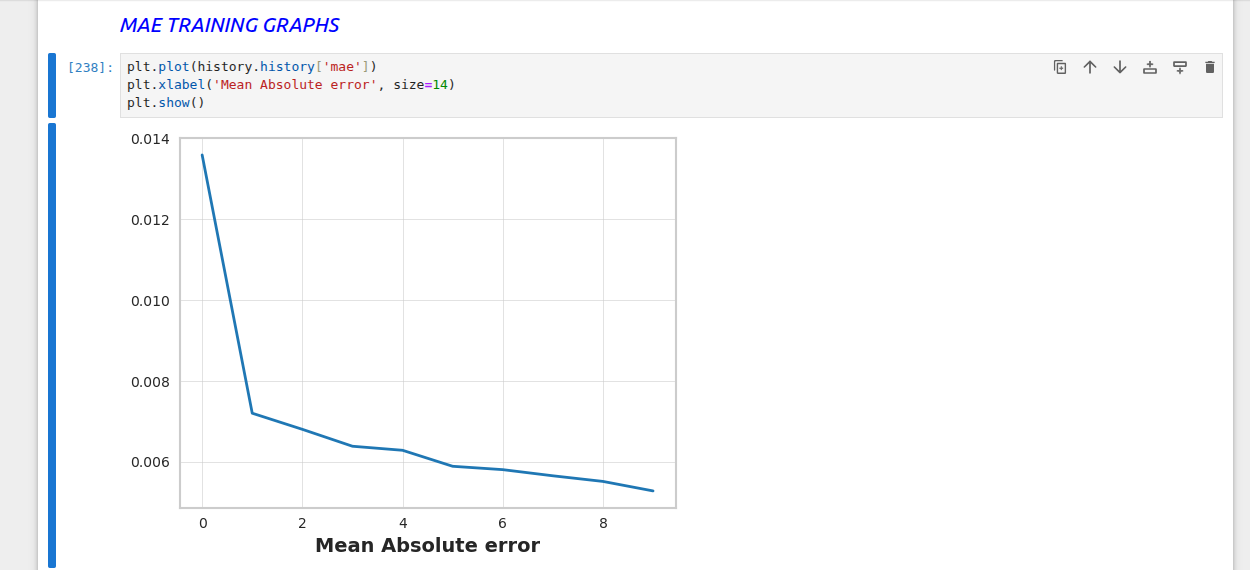 MAE TRAINING GRAPHS
[238]:
plt.plot(history.history['mae'])
plt.xlabel('Mean Absolute error', size=14)
plt.show()
0.014
0.012
0.010
0.008
0.006
0 2 4 6 8
Mean Absolute error